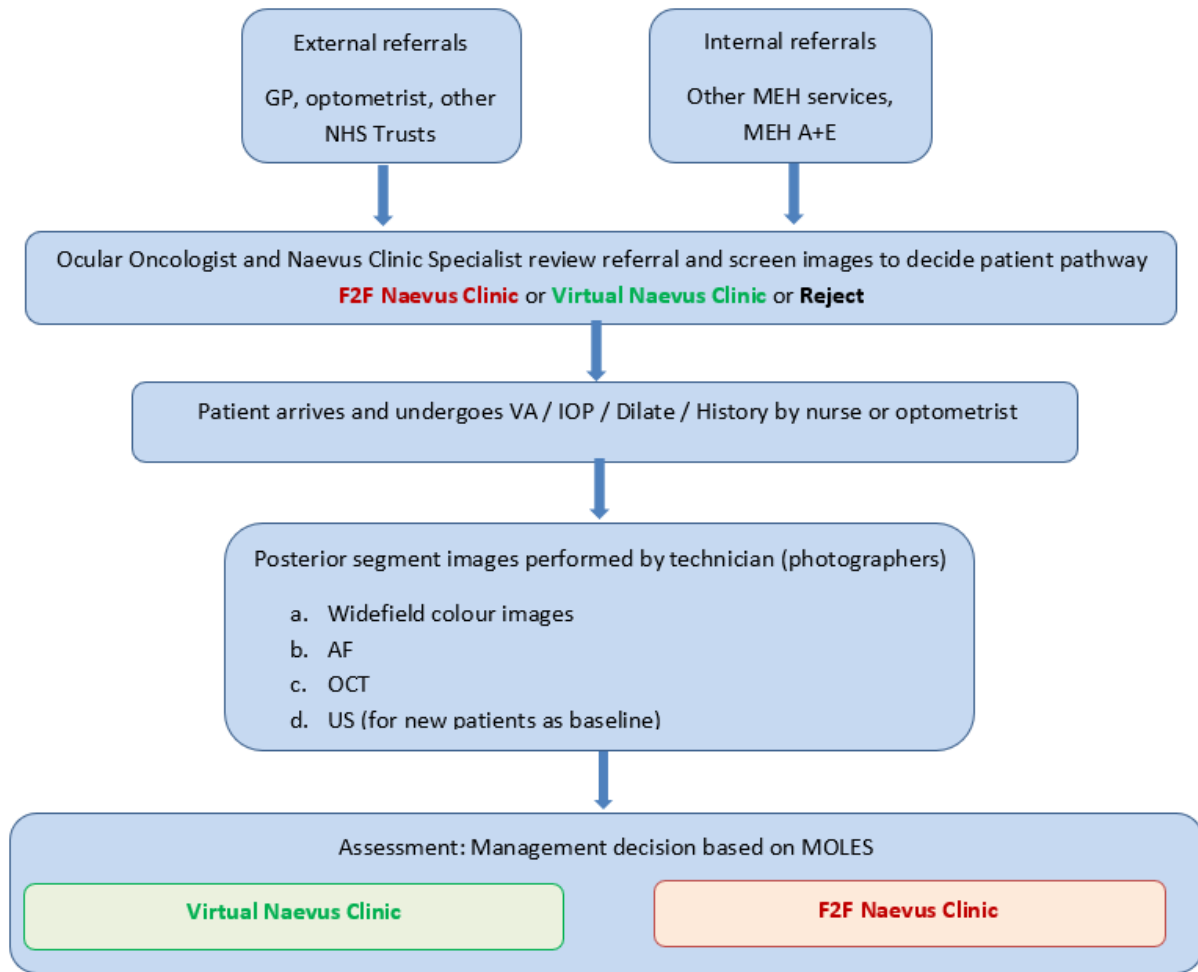 External referrals
GP, optometrist, other
NHS Trusts
Internal referrals
Other MEH services,
MEH A+E
Ocular Oncologist and Naevus Clinic Specialist review referral and screen images to decide patient pathway
F2F Naevus Clinic or Virtual Naevus Clinic or Reject
Patient arrives and undergoes VA / IOP / Dilate / History by nurse or optometrist
Posterior segment images performed by technician (photographers)
a. Widefield colour images
b. AF
c. OCT
d. US (for new patients as baseline)
Assessment: Management decision based on MOLES
Virtual Naevus Clinic
F2F Naevus Clinic